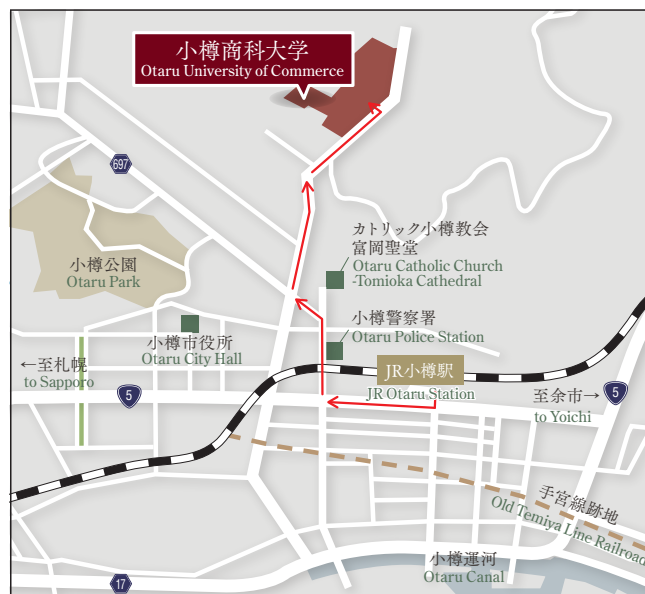 小樽商科大学
Otaru University of Commerce
697
カトリック小樽教会
富岡聖堂
Otaru Catholic Church
-Tomioka Cathedral
小樽公園
Otaru Park
小樽警察署
Otaru Police Station
小樽市役所
Otaru City Hall
←至札幌
to Sapporo
JR小樽駅
JR Otaru Station
5
至余市→
to Yoichi
5
手宮線跡地
Old Temiya Line Railroad
小樽運河
Otaru Canal
17